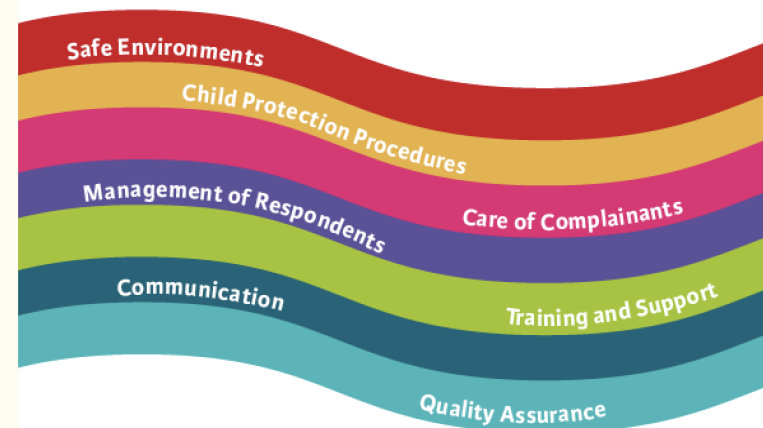 Safe Environments
Child Protection Procedures
Care of Complainants
Management of Respondents
Training and Support
Communication
Quality Assurance